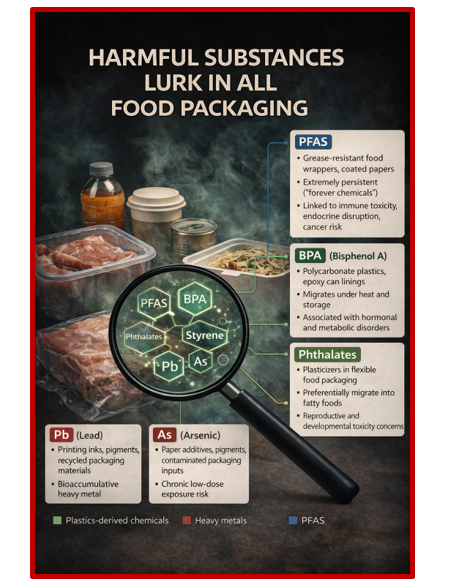 HARMFUL SUBSTANCES
LURK IN ALL
FOOD PACKAGING
PFAS
• Grease-resistant food
wrappers, coated papers
• Extremely persistent
("forever chemicals")
• Linked to immune toxicity,
endocrine disruption,
cancer risk
BPA (Bisphenol A)
• Polycarbonate plastics,
epoxy can linings
• Migrates under heat and
storage
• Associated with hormonal
and metabolic disorders
Phthalates
• Plasticizers in flexible
food packaging
• Preferentially migrate into
fatty foods
• Reproductive and
developmental toxicity concerns
PFAS
BPA
Phthalates
Styrene
Pb
As
Pb (Lead)
• Printing inks, pigments,
recycled packaging
materials
• Bioaccumulative
heavy metal
As (Arsenic)
• Paper additives, pigments,
contaminated packaging
inputs
• Chronic low-dose
exposure risk
Plastics-derived chemicals
Heavy metals
PFAS